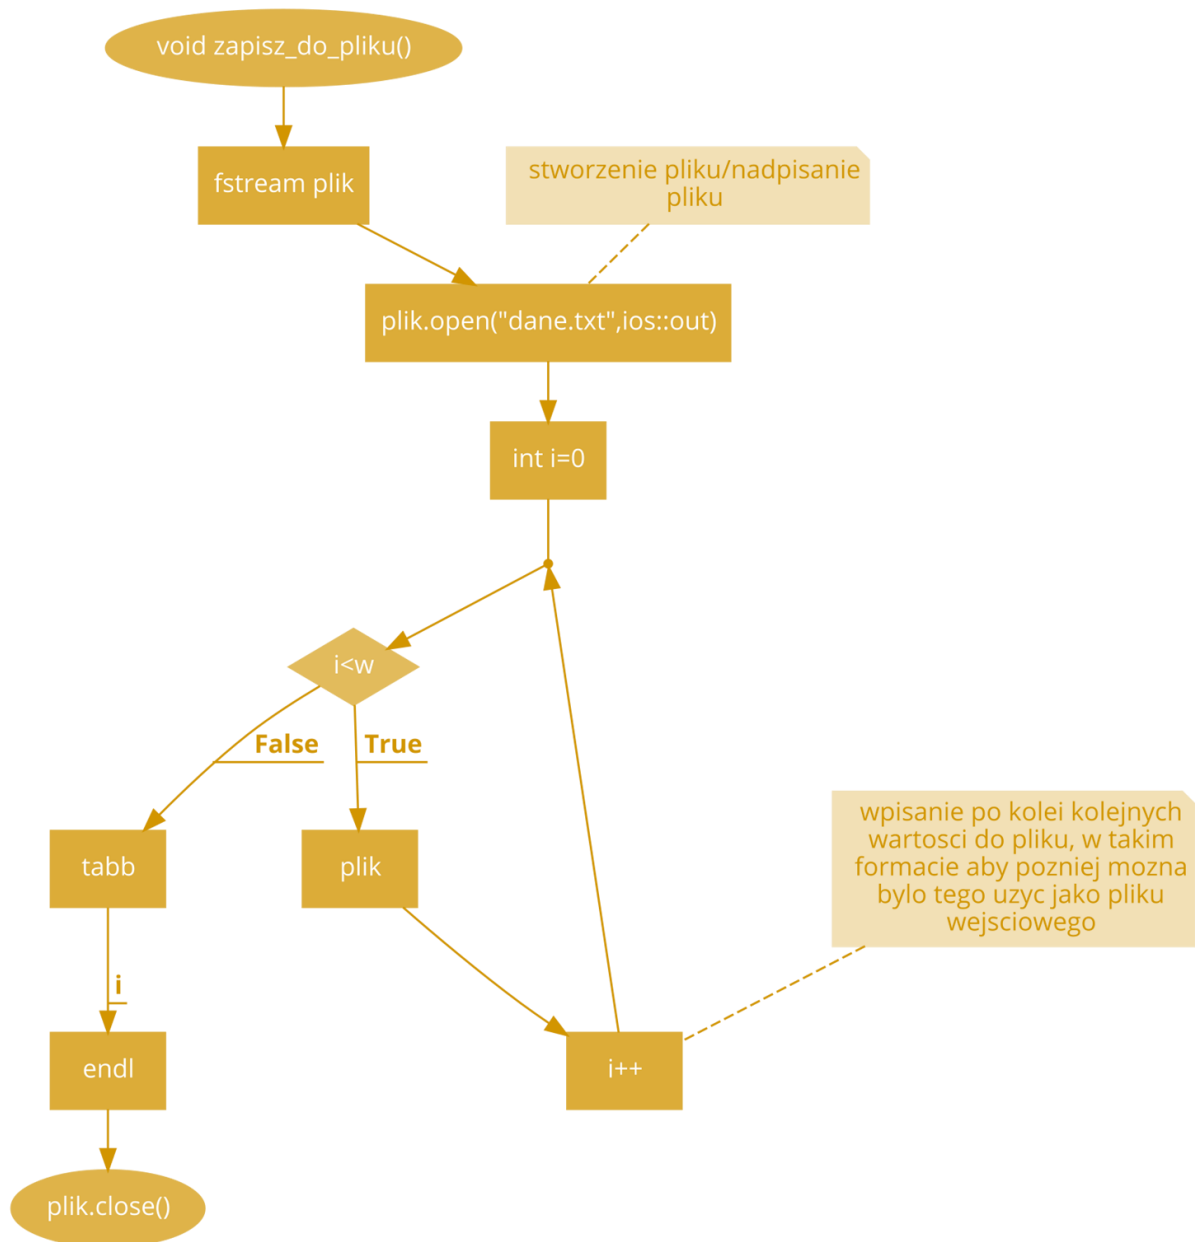 void zapisz_do_pliku()
fstream plik
stworzenie pliku/nadpisanie
pliku
plik.open("dane.txt",ios::out)
int i=0
i<w
False
True
tabb
plik
wpisanie po kolei kolejnych
wartosci do pliku, w takim
formacie aby pozniej mozna
bylo tego uzyc jako pliku
wejsciowego
i
endl
i++
plik.close()